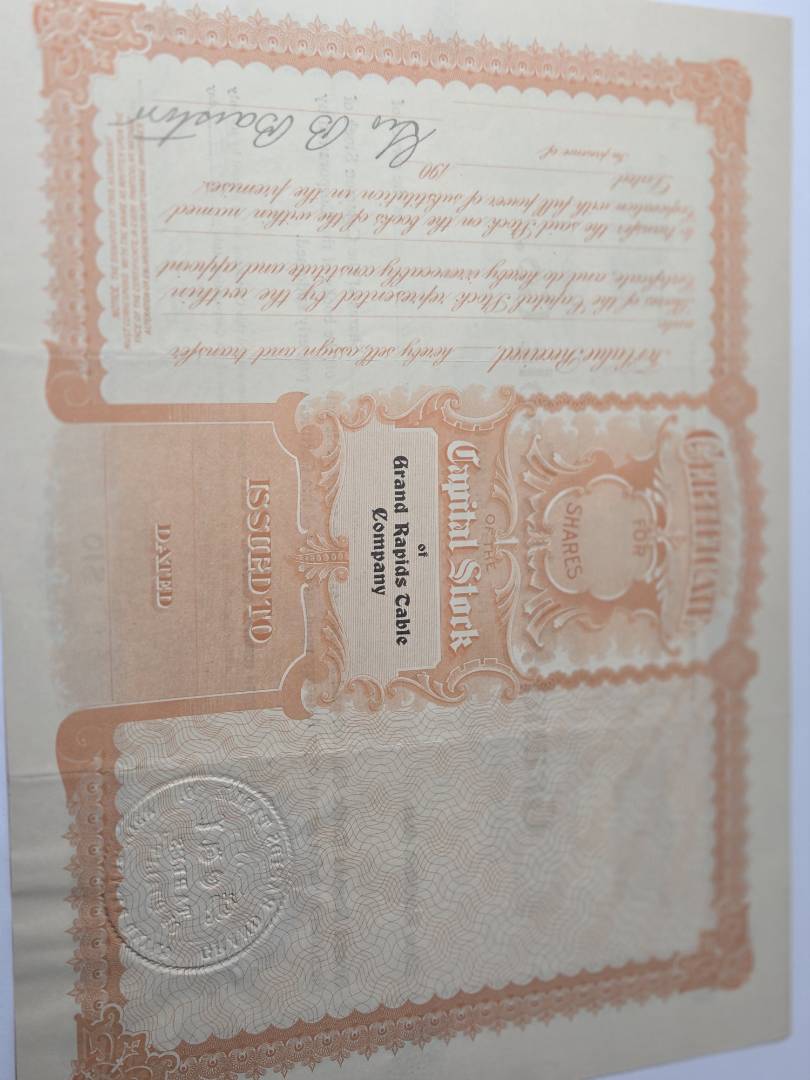 CERTIFICATE
FOR
SHARES
OF THE
Capital Stock
of
Grand Rapids Table
Company
ISSUED TO
DATED
For Value Received, hereby sell, assign and transfer
unto
Shares of the Capital Stock represented by the within
Certificate, and do hereby irrevocably constitute and appoint
to transfer the said Stock on the books of the within named
Corporation with full power of substitution in the premises.
Dated 190
In presence of
Geo B